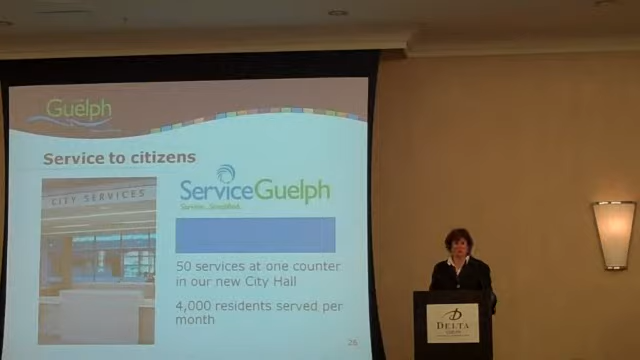 Guelph
Service to citizens
CITY SERVICES
ServiceGuelph
Service. Simplified.
50 services at one counter
in our new City Hall
4,000 residents served per
month
26
DELTA